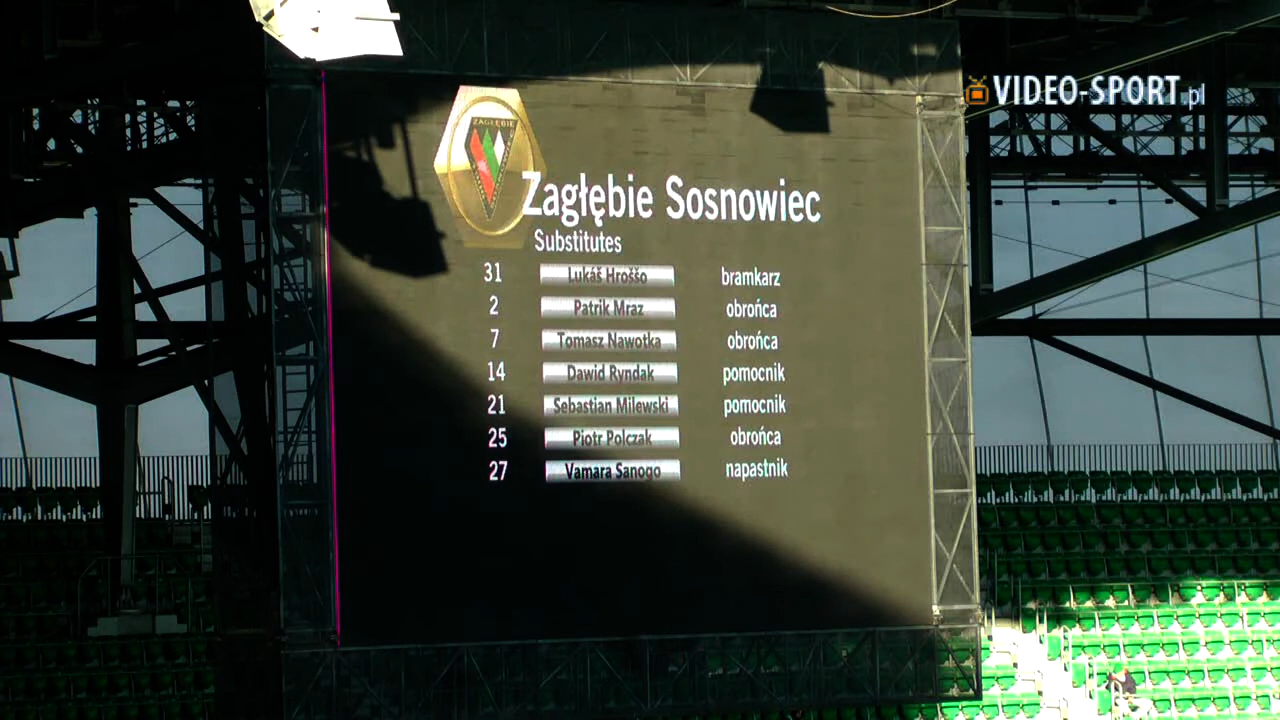 VIDEO-SPORT.pl
ZAGŁĘBIE
Zagłębie Sosnowiec
Substitutes
31 Lukáš Hroššo bramkarz
2 Patrik Mraz obrońca
7 Tomasz Nawotka obrońca
14 Dawid Ryndak pomocnik
21 Sebastian Milewski pomocnik
25 Piotr Polczak obrońca
27 Vamara Sanogo napastnik